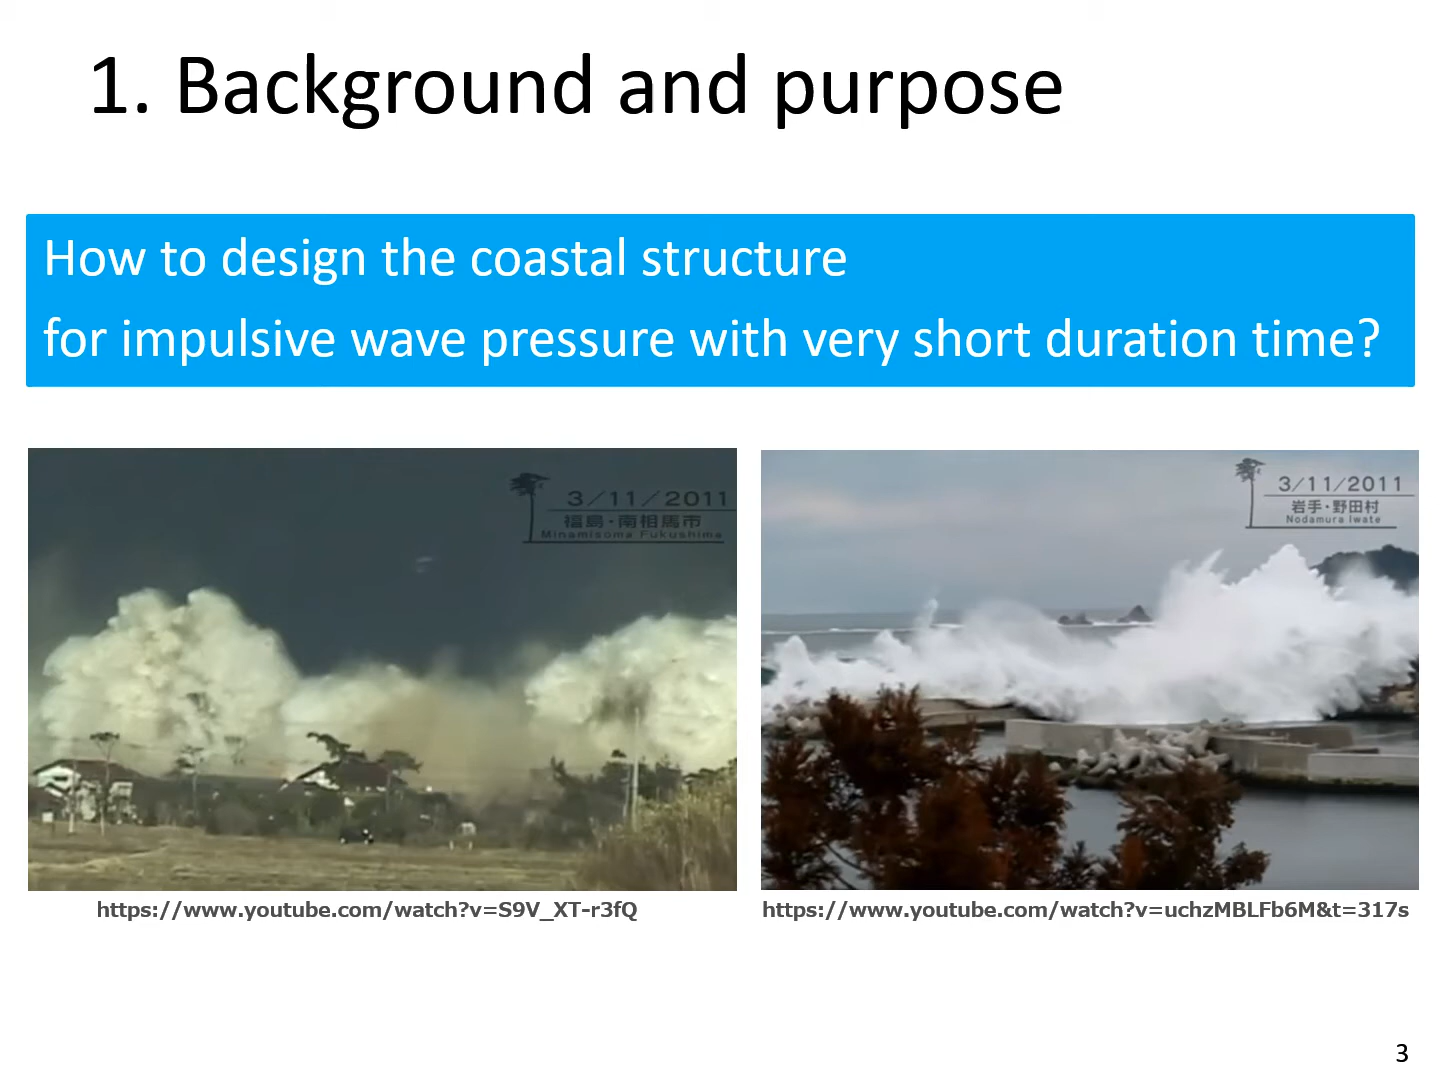 1. Background and purpose
How to design the coastal structure
for impulsive wave pressure with very short duration time?
3/11/2011
福島・南相馬市
Minamisoma Fukushima
3/11/2011
岩手・野田村
Nodamura Iwate
https://www.youtube.com/watch?v=S9V_XT-r3fQ
https://www.youtube.com/watch?v=uchzMBLFb6M&t=317s
3